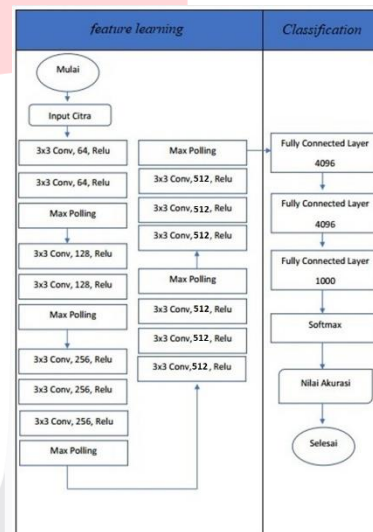 feature learning
Classification
Mulai
Input Citra
3x3 Conv, 64, Relu
3x3 Conv, 64, Relu
Max Polling
3x3 Conv, 128, Relu
3x3 Conv, 128, Relu
Max Polling
3x3 Conv, 256, Relu
3x3 Conv, 256, Relu
3x3 Conv, 256, Relu
Max Polling
3x3 Conv, 512, Relu
3x3 Conv, 512, Relu
3x3 Conv, 512, Relu
Max Polling
3x3 Conv, 512, Relu
3x3 Conv, 512, Relu
3x3 Conv, 512, Relu
Max Polling
Fully Connected Layer
4096
Fully Connected Layer
4096
Fully Connected Layer
1000
Softmax
Nilai Akurasi
Selesai